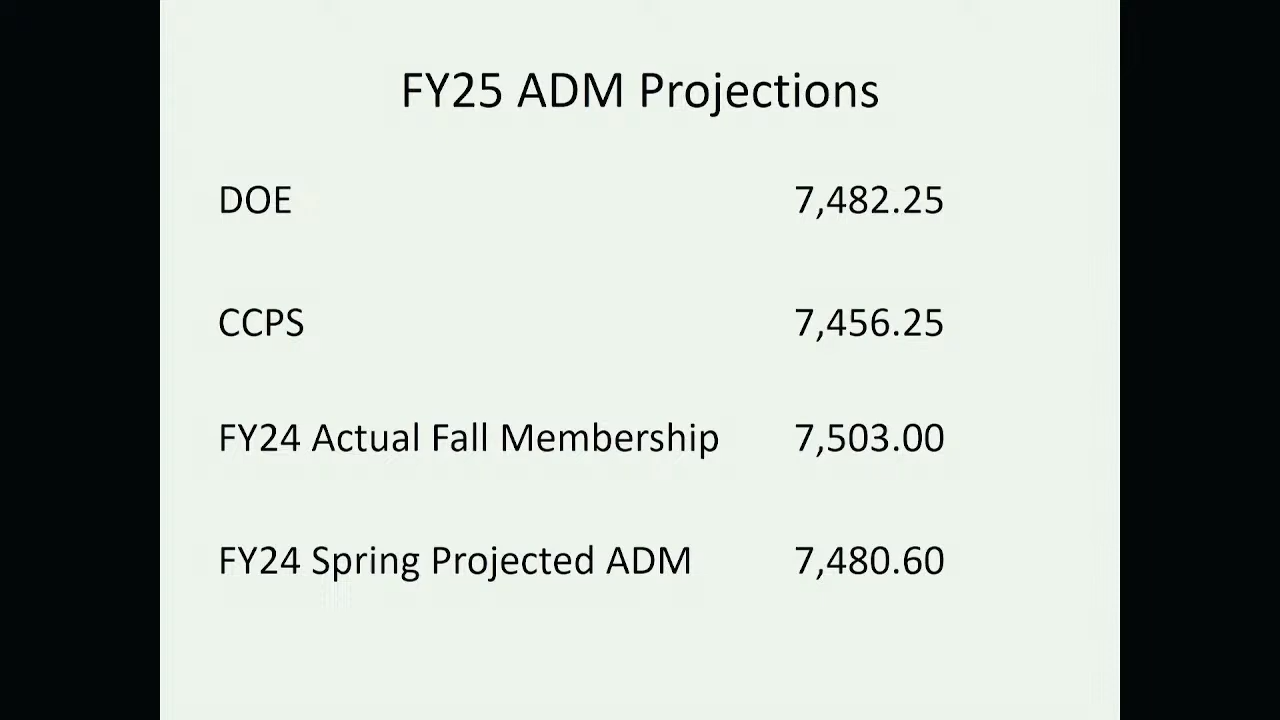 FY25 ADM Projections
DOE 7,482.25
CCPS 7,456.25
FY24 Actual Fall Membership 7,503.00
FY24 Spring Projected ADM 7,480.60